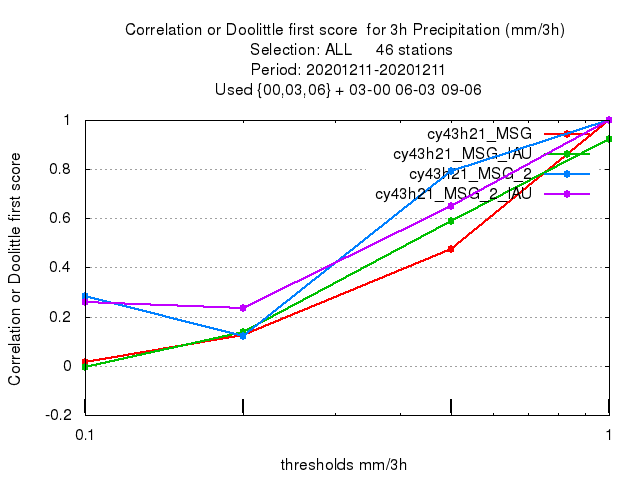 Correlation or Doolittle first score  for 3h Precipitation (mm/3h)
Selection: ALL     46 stations
Period: 20201211-20201211
Used {00,03,06} + 03-00 06-03 09-06
cy43h21_MSG
cy43h21_MSG_IAU
cy43h21_MSG_2
cy43h21_MSG_2_IAU
Correlation or Doolittle first score
1
0.8
0.6
0.4
0.2
0
-0.2
0.1
1
thresholds mm/3h